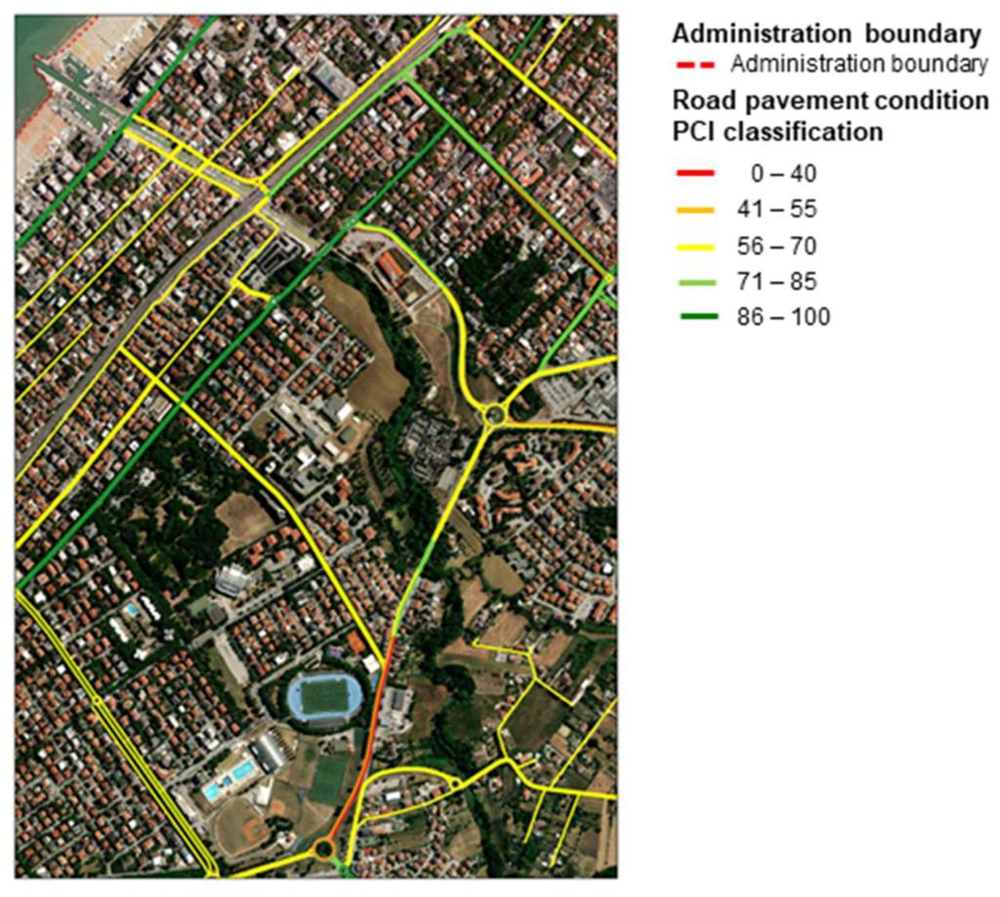 Administration boundary
Administration boundary
Road pavement condition
PCI classification
0 – 40
41 – 55
56 – 70
71 – 85
86 – 100